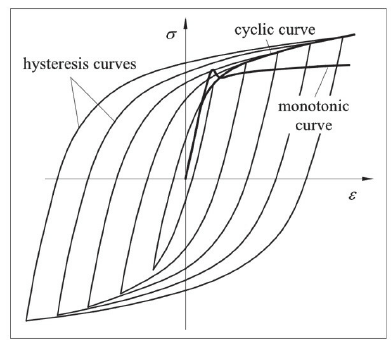 σ
cyclic curve
hysteresis curves
monotonic
curve
ε